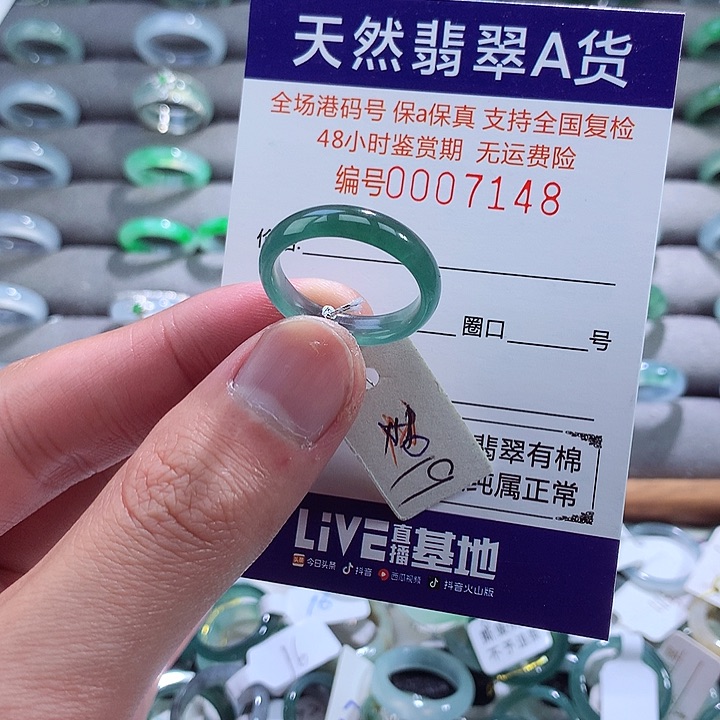 天然翡翠A货
全场港码号 保a保真 支持全国复检
48小时鉴赏期 无运费险
编号0007148
圈口 号
翡翠有棉
纯属正常
LIVE直播基地
头条 今日头条 抖音 西瓜视频 抖音火山版
19
16